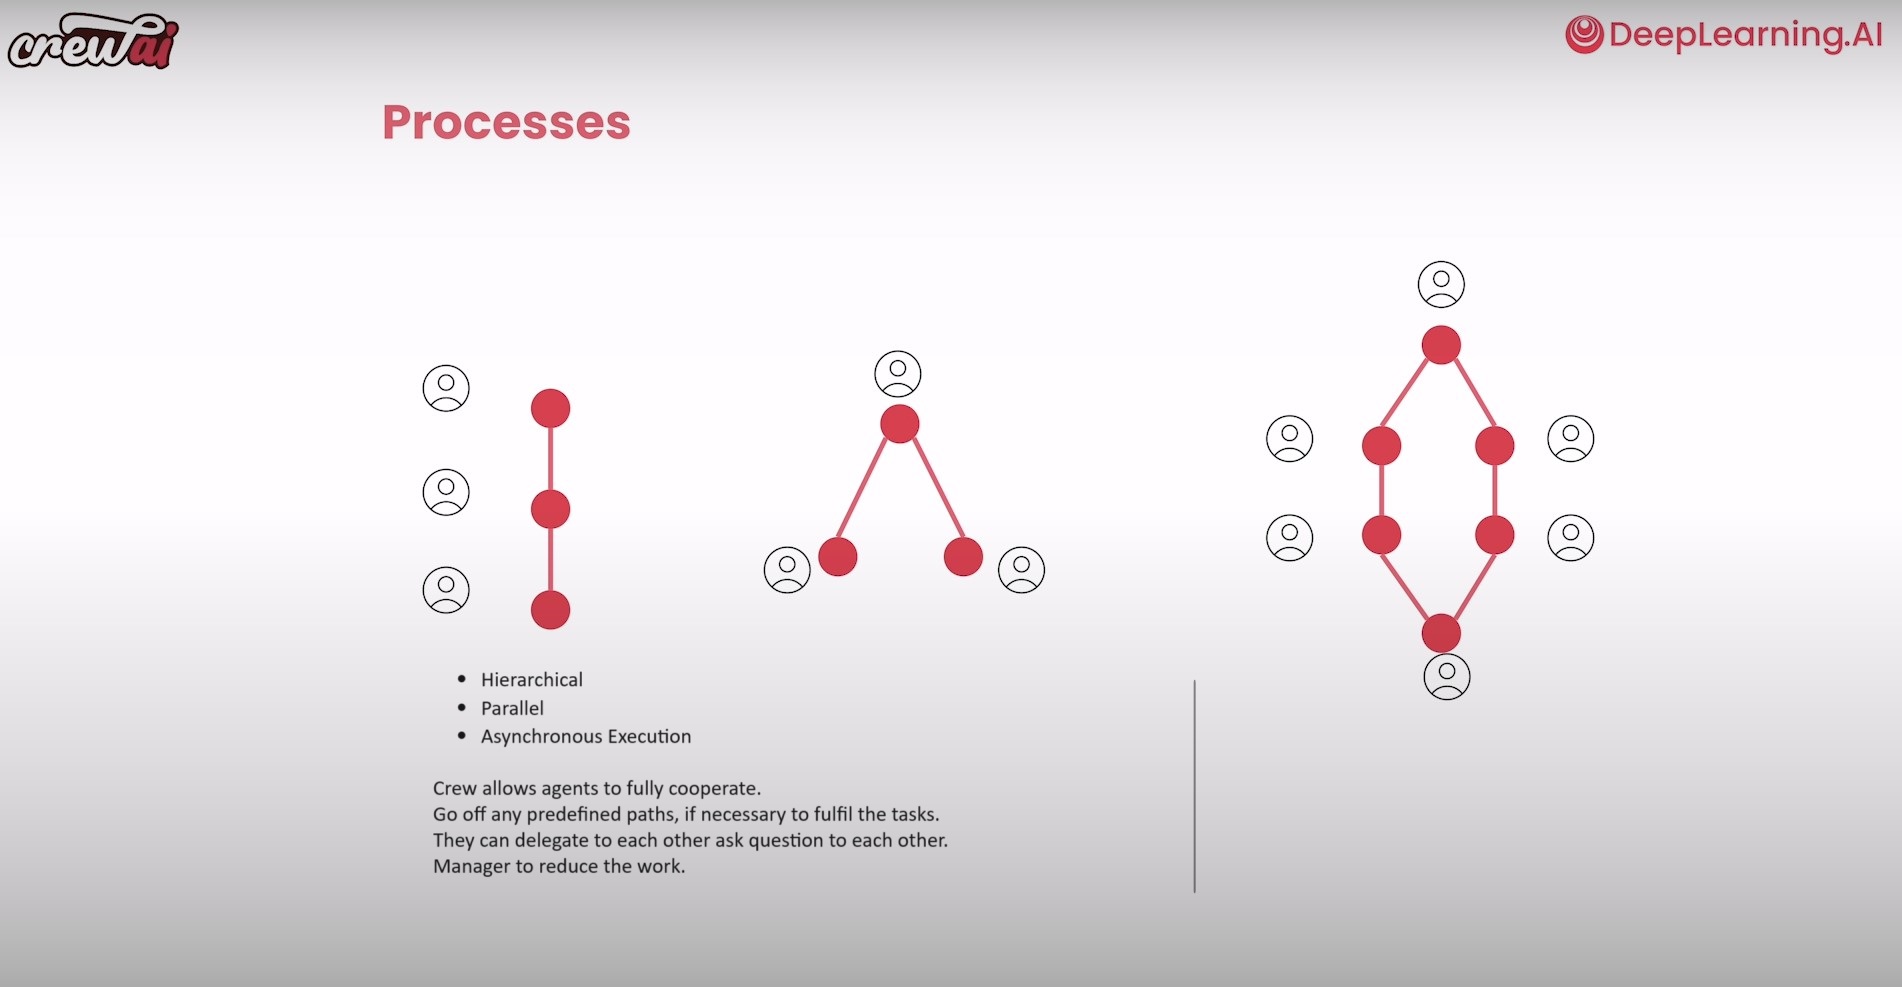 crewai
DeepLearning.AI
Processes
• Hierarchical
• Parallel
• Asynchronous Execution
Crew allows agents to fully cooperate.
Go off any predefined paths, if necessary to fulfil the tasks.
They can delegate to each other ask question to each other.
Manager to reduce the work.